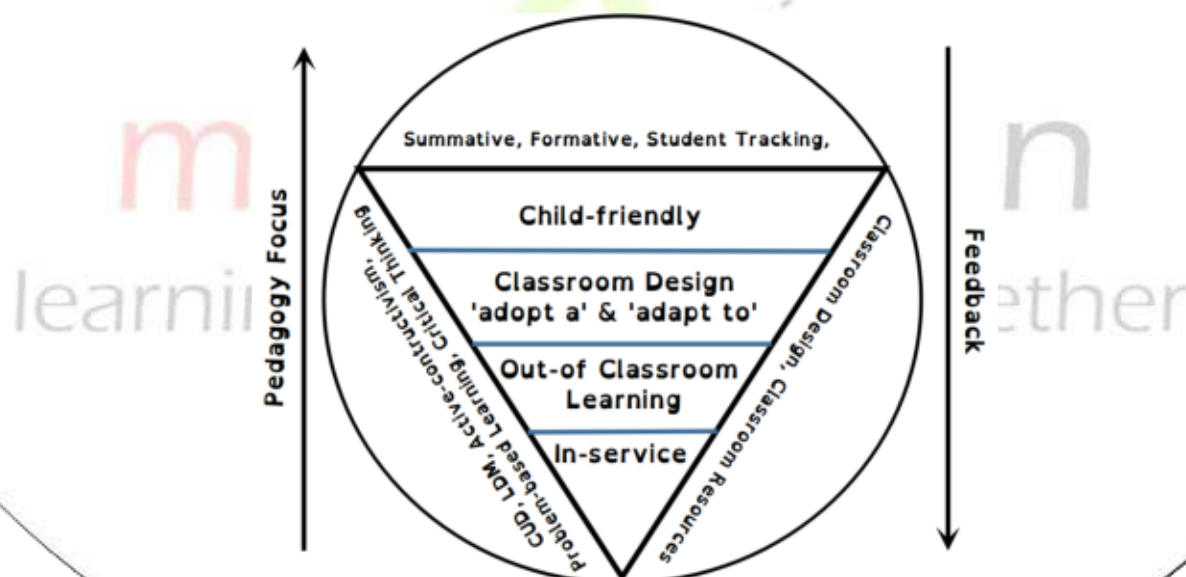 Summative, Formative, Student Tracking,
Child-friendly
Classroom Design
'adopt a' & 'adapt to'
Out-of Classroom
Learning
In-service
Pedagogy Focus
CUD, LDM, Active-contructivism,
Problem-based Learning, Critical Thinking
Classroom Design, Classroom Resources
Feedback
m
n
learni
ether